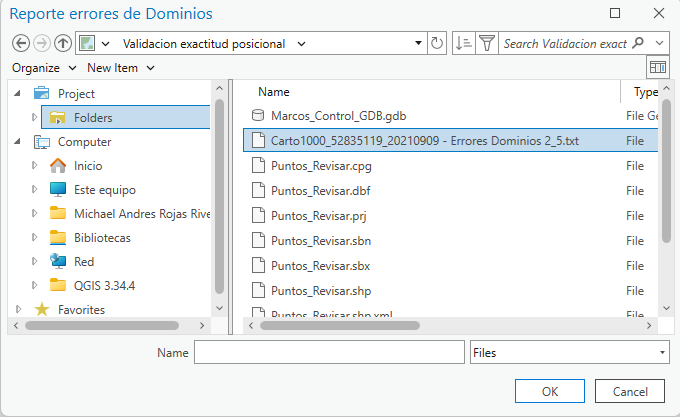 Reporte errores de Dominios
Validacion exactitud posicional
Search Validacion exact
Organize
New Item
Project
Folders
Computer
Inicio
Este equipo
Michael Andres Rojas Rive
Bibliotecas
Red
QGIS 3.34.4
Favorites
Name Type
Marcos_Control_GDB.gdb File Ge
Carto1000_52835119_20210909 - Errores Dominios 2_5.txt File
Puntos_Revisar.cpg File
Puntos_Revisar.dbf File
Puntos_Revisar.prj File
Puntos_Revisar.sbn File
Puntos_Revisar.sbx File
Puntos_Revisar.shp File
Puntos_Revisar.shp.xml File
Name
Files
OK
Cancel